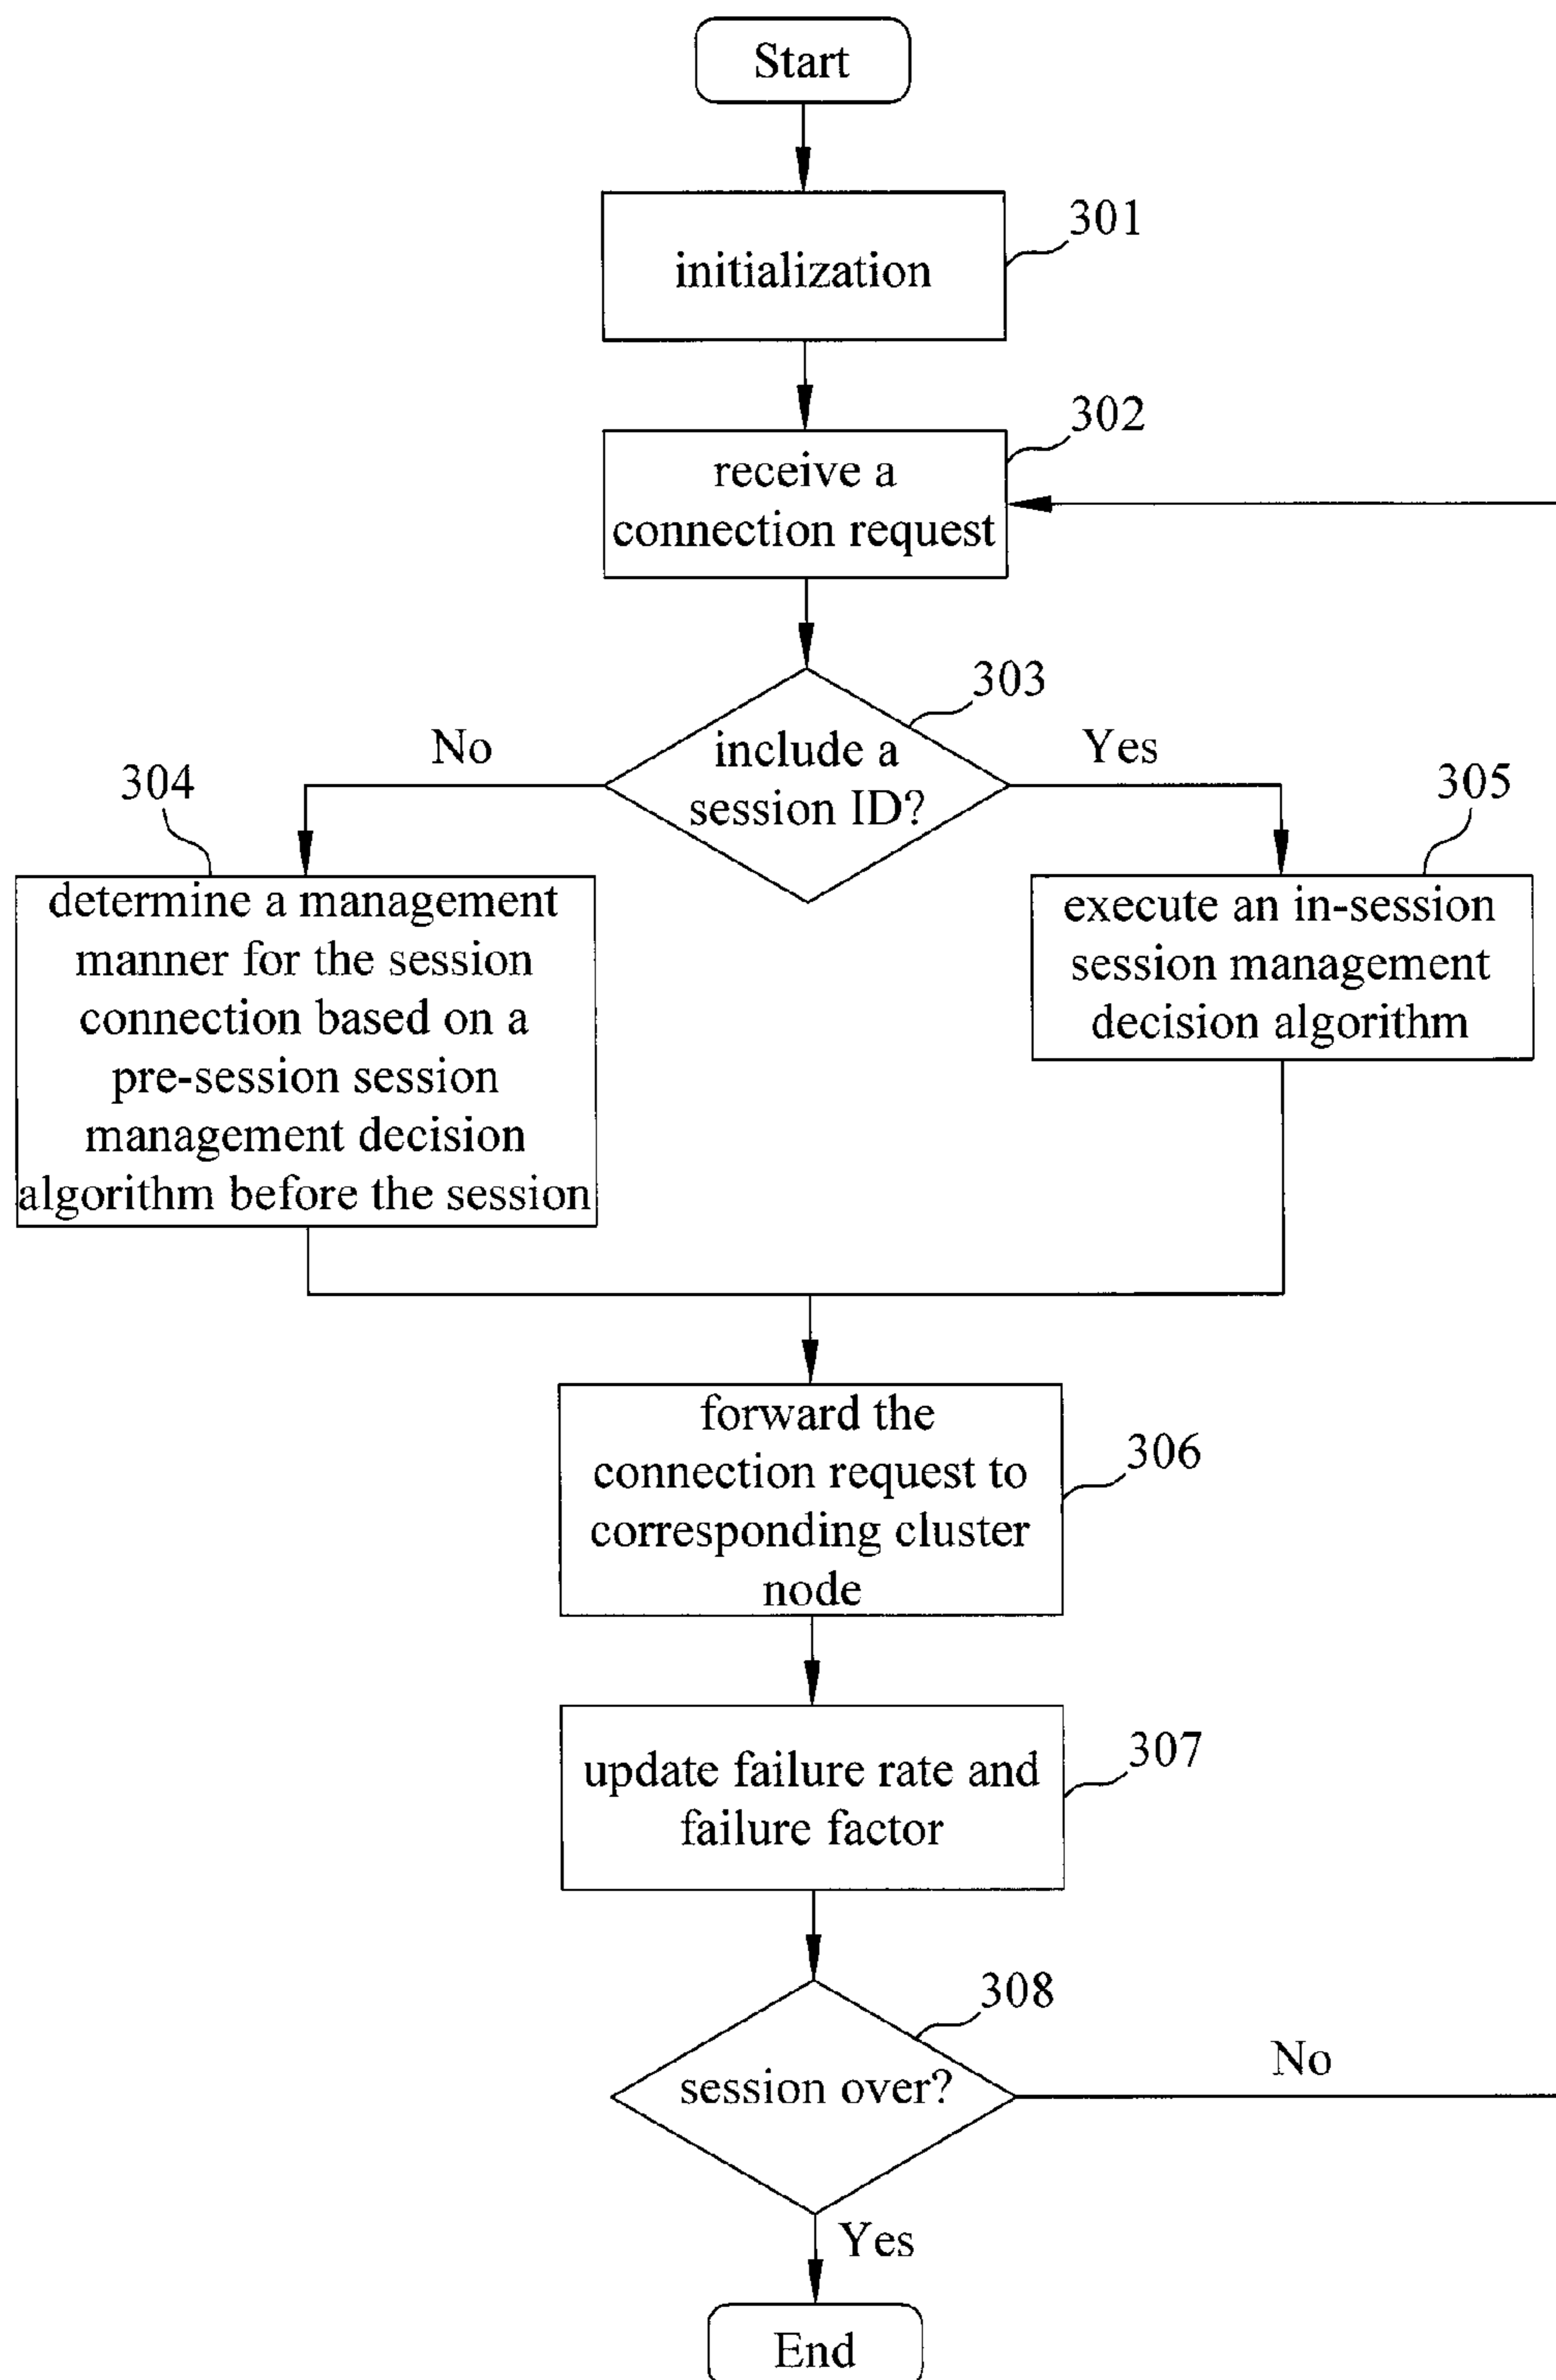 Start
301
initialization
302
receive a
connection request
303
include a
session ID?
No
Yes
304
determine a management
manner for the session
connection based on a
pre-session session
management decision
algorithm before the session
305
execute an in-session
session management
decision algorithm
306
forward the
connection request to
corresponding cluster
node
307
update failure rate and
failure factor
308
session over?
No
Yes
End